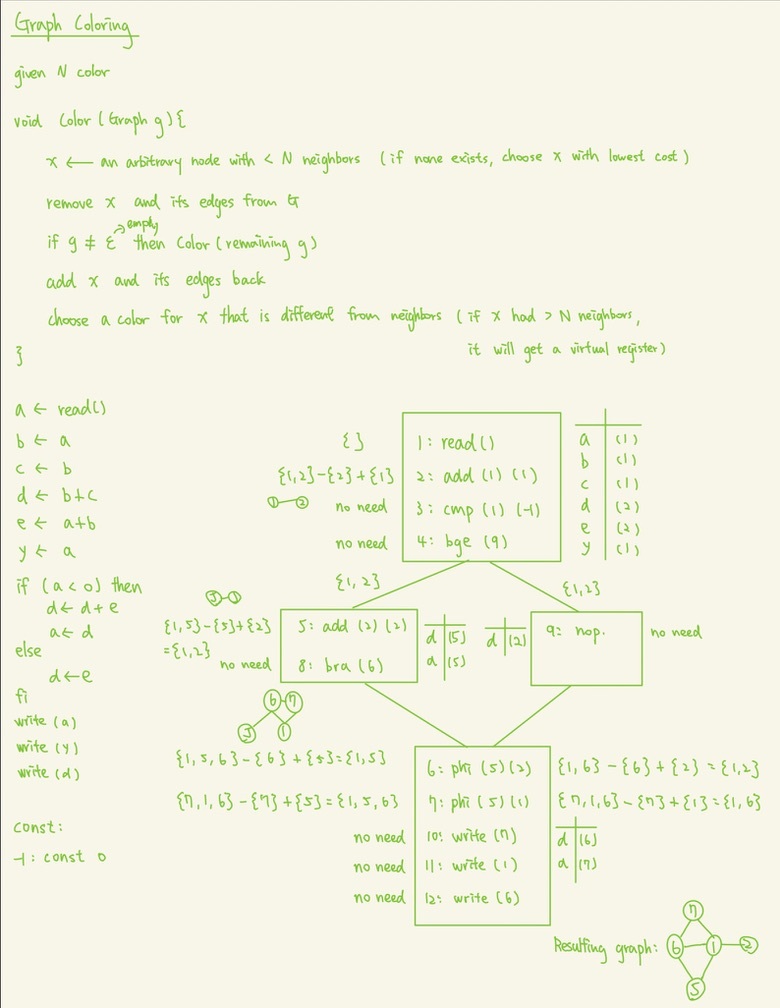 Graph Coloring
given N color
void Color (Graph g) {
x ← an arbitrary node with < N neighbors (if none exists, choose x with lowest cost)
remove x and its edges from G
→ empty
if g ≠ ε then Color (remaining g)
add x and its edges back
choose a color for x that is different from neighbors (if x had > N neighbors,
it will get a virtual register)
}
a ← read()
b ← a
c ← b
d ← b+c
e ← a+b
y ← a
if (a < 0) then
d ← d + e
a ← d
else
d ← e
fi
write (a)
write (y)
write (d)
const:
-1: const 0
{ }
{1,2}-{2}+{1}
1 2
no need
no need
1: read()
2: add (1) (1)
3: cmp (1) (-1)
4: bge (9)
a (1)
b (1)
c (1)
d (2)
e (2)
y (1)
{1,2}
{1,2}
{1,5}-{5}+{2}
={1,2}
no need
5: add (2) (2)
8: bra (6)
d (5)
a (5)
d (2)
9: nop.
no need
6 7
1
{1,5,6}-{6}+{5}={1,5}
{7,1,6}-{7}+{5}={1,5,6}
no need
no need
no need
6: phi (5) (2)
7: phi (5) (1)
10: write (7)
11: write (1)
12: write (6)
{1,6}-{6}+{2}={1,2}
{7,1,6}-{7}+{1}={1,6}
d (6)
a (7)
Resulting graph:
7
6 1 2
5